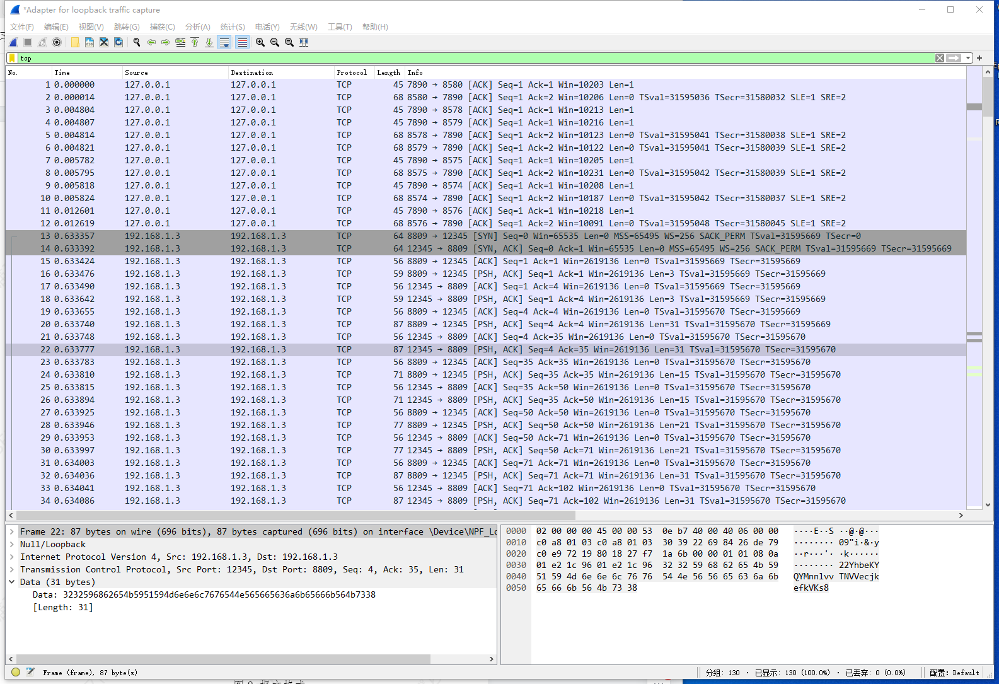 *Adapter for loopback traffic capture
文件(F) 编辑(E) 视图(V) 跳转(G) 捕获(C) 分析(A) 统计(S) 电话(Y) 无线(W) 工具(T) 帮助(H)
tcp
No. Time Source Destination Protocol Length Info
1 0.000000 127.0.0.1 127.0.0.1 TCP 45 7890 → 8580 [ACK] Seq=1 Ack=1 Win=10203 Len=1
2 0.000014 127.0.0.1 127.0.0.1 TCP 68 8580 → 7890 [ACK] Seq=1 Ack=2 Win=10206 Len=0 TSval=31595036 TSecr=31580032 SLE=1 SRE=2
3 0.004804 127.0.0.1 127.0.0.1 TCP 45 7890 → 8578 [ACK] Seq=1 Ack=1 Win=10213 Len=1
4 0.004807 127.0.0.1 127.0.0.1 TCP 45 7890 → 8579 [ACK] Seq=1 Ack=1 Win=10216 Len=1
5 0.004814 127.0.0.1 127.0.0.1 TCP 68 8578 → 7890 [ACK] Seq=1 Ack=2 Win=10123 Len=0 TSval=31595041 TSecr=31580038 SLE=1 SRE=2
6 0.004821 127.0.0.1 127.0.0.1 TCP 68 8579 → 7890 [ACK] Seq=1 Ack=2 Win=10122 Len=0 TSval=31595041 TSecr=31580039 SLE=1 SRE=2
7 0.005782 127.0.0.1 127.0.0.1 TCP 45 7890 → 8575 [ACK] Seq=1 Ack=1 Win=10205 Len=1
8 0.005795 127.0.0.1 127.0.0.1 TCP 68 8575 → 7890 [ACK] Seq=1 Ack=2 Win=10231 Len=0 TSval=31595042 TSecr=31580039 SLE=1 SRE=2
9 0.005818 127.0.0.1 127.0.0.1 TCP 45 7890 → 8574 [ACK] Seq=1 Ack=1 Win=10208 Len=1
10 0.005824 127.0.0.1 127.0.0.1 TCP 68 8574 → 7890 [ACK] Seq=1 Ack=2 Win=10187 Len=0 TSval=31595042 TSecr=31580037 SLE=1 SRE=2
11 0.012601 127.0.0.1 127.0.0.1 TCP 45 7890 → 8576 [ACK] Seq=1 Ack=1 Win=10218 Len=1
12 0.012619 127.0.0.1 127.0.0.1 TCP 68 8576 → 7890 [ACK] Seq=1 Ack=2 Win=10091 Len=0 TSval=31595048 TSecr=31580045 SLE=1 SRE=2
13 0.633357 192.168.1.3 192.168.1.3 TCP 64 8809 → 12345 [SYN] Seq=0 Win=65535 Len=0 MSS=65495 WS=256 SACK_PERM TSval=31595669 TSecr=0
14 0.633392 192.168.1.3 192.168.1.3 TCP 64 12345 → 8809 [SYN, ACK] Seq=0 Ack=1 Win=65535 Len=0 MSS=65495 WS=256 SACK_PERM TSval=31595669 TSecr=31595669
15 0.633424 192.168.1.3 192.168.1.3 TCP 56 8809 → 12345 [ACK] Seq=1 Ack=1 Win=2619136 Len=0 TSval=31595669 TSecr=31595669
16 0.633476 192.168.1.3 192.168.1.3 TCP 59 8809 → 12345 [PSH, ACK] Seq=1 Ack=1 Win=2619136 Len=3 TSval=31595669 TSecr=31595669
17 0.633490 192.168.1.3 192.168.1.3 TCP 56 12345 → 8809 [ACK] Seq=1 Ack=4 Win=2619136 Len=0 TSval=31595669 TSecr=31595669
18 0.633642 192.168.1.3 192.168.1.3 TCP 59 12345 → 8809 [PSH, ACK] Seq=1 Ack=4 Win=2619136 Len=3 TSval=31595669 TSecr=31595669
19 0.633655 192.168.1.3 192.168.1.3 TCP 56 8809 → 12345 [ACK] Seq=4 Ack=4 Win=2619136 Len=0 TSval=31595670 TSecr=31595669
20 0.633740 192.168.1.3 192.168.1.3 TCP 87 8809 → 12345 [PSH, ACK] Seq=4 Ack=4 Win=2619136 Len=31 TSval=31595670 TSecr=31595669
21 0.633748 192.168.1.3 192.168.1.3 TCP 56 12345 → 8809 [ACK] Seq=4 Ack=35 Win=2619136 Len=0 TSval=31595670 TSecr=31595670
22 0.633777 192.168.1.3 192.168.1.3 TCP 87 12345 → 8809 [PSH, ACK] Seq=4 Ack=35 Win=2619136 Len=31 TSval=31595670 TSecr=31595670
23 0.633783 192.168.1.3 192.168.1.3 TCP 56 8809 → 12345 [ACK] Seq=35 Ack=35 Win=2619136 Len=0 TSval=31595670 TSecr=31595670
24 0.633810 192.168.1.3 192.168.1.3 TCP 71 8809 → 12345 [PSH, ACK] Seq=35 Ack=35 Win=2619136 Len=15 TSval=31595670 TSecr=31595670
25 0.633815 192.168.1.3 192.168.1.3 TCP 56 12345 → 8809 [ACK] Seq=35 Ack=50 Win=2619136 Len=0 TSval=31595670 TSecr=31595670
26 0.633894 192.168.1.3 192.168.1.3 TCP 71 12345 → 8809 [PSH, ACK] Seq=35 Ack=50 Win=2619136 Len=15 TSval=31595670 TSecr=31595670
27 0.633925 192.168.1.3 192.168.1.3 TCP 56 8809 → 12345 [ACK] Seq=50 Ack=50 Win=2619136 Len=0 TSval=31595670 TSecr=31595670
28 0.633946 192.168.1.3 192.168.1.3 TCP 77 8809 → 12345 [PSH, ACK] Seq=50 Ack=50 Win=2619136 Len=21 TSval=31595670 TSecr=31595670
29 0.633953 192.168.1.3 192.168.1.3 TCP 56 12345 → 8809 [ACK] Seq=50 Ack=71 Win=2619136 Len=0 TSval=31595670 TSecr=31595670
30 0.633997 192.168.1.3 192.168.1.3 TCP 77 12345 → 8809 [PSH, ACK] Seq=50 Ack=71 Win=2619136 Len=21 TSval=31595670 TSecr=31595670
31 0.634003 192.168.1.3 192.168.1.3 TCP 56 8809 → 12345 [ACK] Seq=71 Ack=71 Win=2619136 Len=0 TSval=31595670 TSecr=31595670
32 0.634036 192.168.1.3 192.168.1.3 TCP 87 8809 → 12345 [PSH, ACK] Seq=71 Ack=71 Win=2619136 Len=31 TSval=31595670 TSecr=31595670
33 0.634041 192.168.1.3 192.168.1.3 TCP 56 12345 → 8809 [ACK] Seq=71 Ack=102 Win=2619136 Len=0 TSval=31595670 TSecr=31595670
34 0.634086 192.168.1.3 192.168.1.3 TCP 87 12345 → 8809 [PSH, ACK] Seq=71 Ack=102 Win=2619136 Len=31 TSval=31595670 TSecr=31595670
Frame 22: 87 bytes on wire (696 bits), 87 bytes captured (696 bits) on interface \Device\NPF_Lo
Null/Loopback
Internet Protocol Version 4, Src: 192.168.1.3, Dst: 192.168.1.3
Transmission Control Protocol, Src Port: 12345, Dst Port: 8809, Seq: 4, Ack: 35, Len: 31
Data (31 bytes)
Data: 3232596862654b5951594d6e6e6c7676544e565665636a6b65666b564b7338
[Length: 31]
0000 02 00 00 00 45 00 00 53 0e b7 40 00 40 06 00 00 ····E··S ··@·@···
0010 c0 a8 01 03 c0 a8 01 03 30 39 22 69 84 26 de 79 ········ 09"i·&·y
0020 c0 e9 72 19 80 18 27 f7 1a 6b 00 00 01 01 08 0a ··r···'· ·k······
0030 01 e2 1c 96 01 e2 1c 96 32 32 59 68 62 65 4b 59 ········ 22YhbeKY
0040 51 59 4d 6e 6e 6c 76 76 54 4e 56 56 65 63 6a 6b QYMnnlvv TNVVecjk
0050 65 66 6b 56 4b 73 38 efkVKs8
Frame (frame), 87 byte(s)
分组: 130 · 已显示: 130 (100.0%) · 已丢弃: 0 (0.0%)
配置: Default